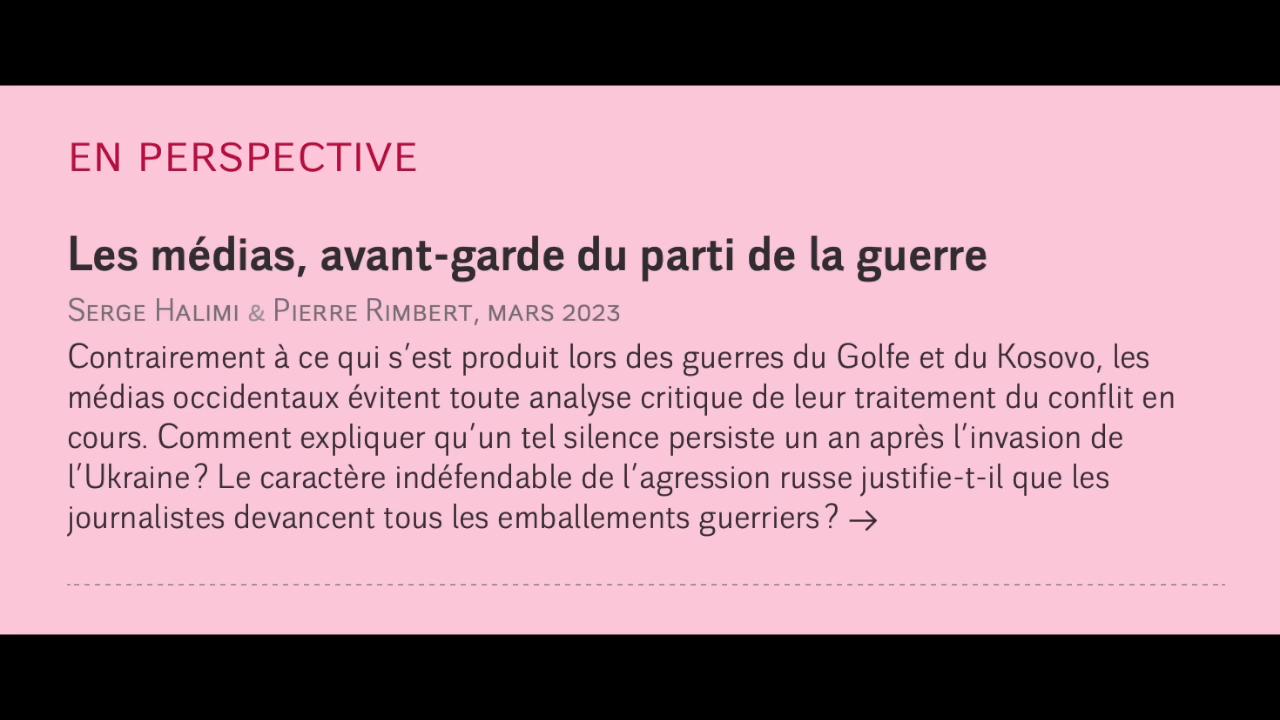 EN PERSPECTIVE
Les médias, avant-garde du parti de la guerre
Serge Halimi & Pierre Rimbert, mars 2023
Contrairement à ce qui s’est produit lors des guerres du Golfe et du Kosovo, les
médias occidentaux évitent toute analyse critique de leur traitement du conflit en
cours. Comment expliquer qu’un tel silence persiste un an après l’invasion de
l’Ukraine ? Le caractère indéfendable de l’agression russe justifie-t-il que les
journalistes devancent tous les emballements guerriers ? →